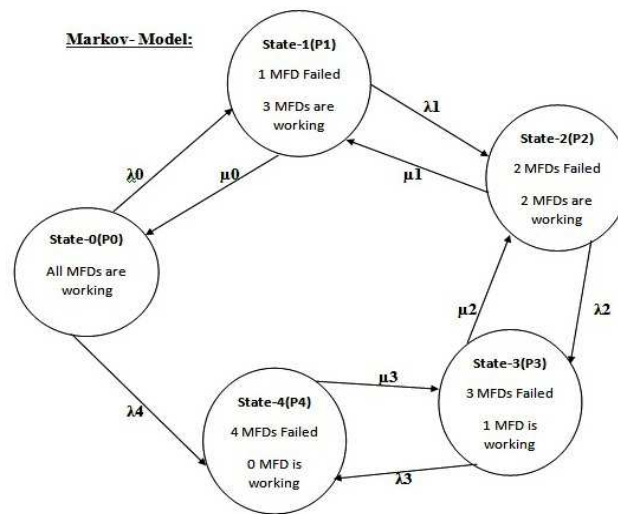 Markov- Model:
State-1(P1)
1 MFD Failed
3 MFDs are
working
λ1
State-2(P2)
2 MFDs Failed
2 MFDs are
working
λ0
μ0
μ1
State-0(P0)
All MFDs are
working
μ2
λ2
State-3(P3)
3 MFDs Failed
1 MFD is
working
μ3
State-4(P4)
4 MFDs Failed
0 MFD is
working
λ4
λ3